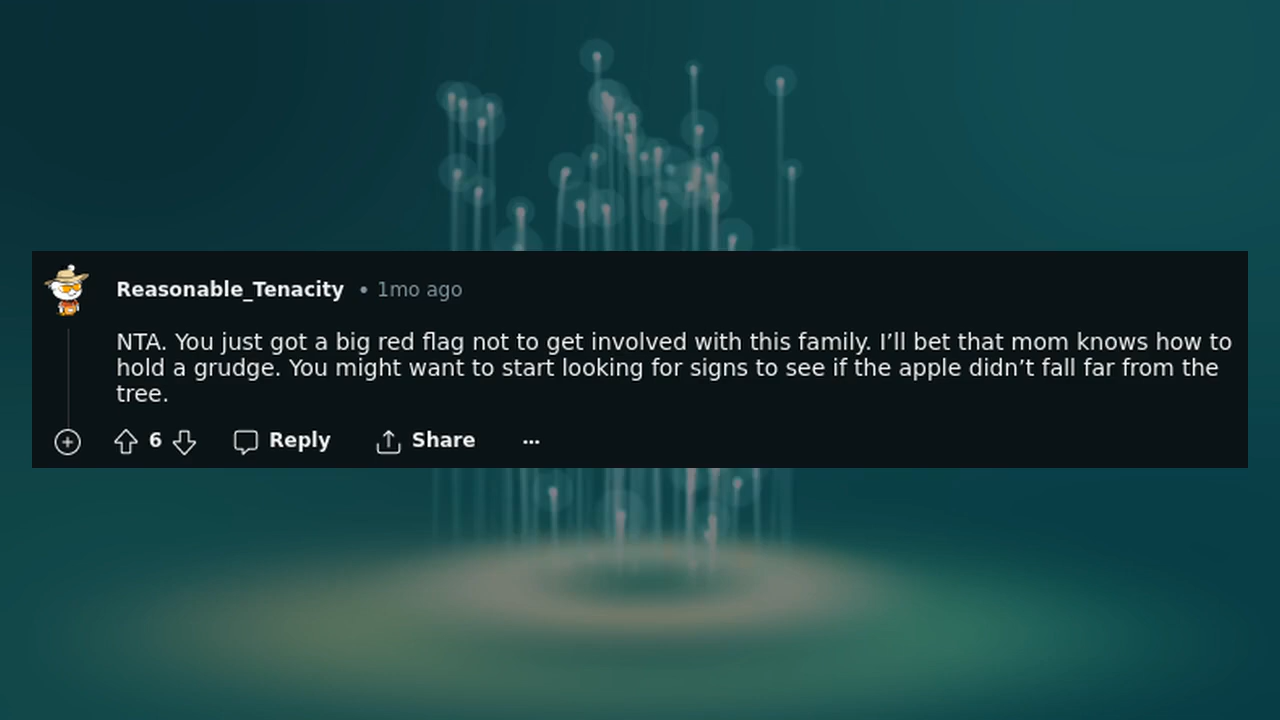 Reasonable_Tenacity • 1mo ago
NTA. You just got a big red flag not to get involved with this family. I’ll bet that mom knows how to
hold a grudge. You might want to start looking for signs to see if the apple didn’t fall far from the
tree.
6 Reply Share ...